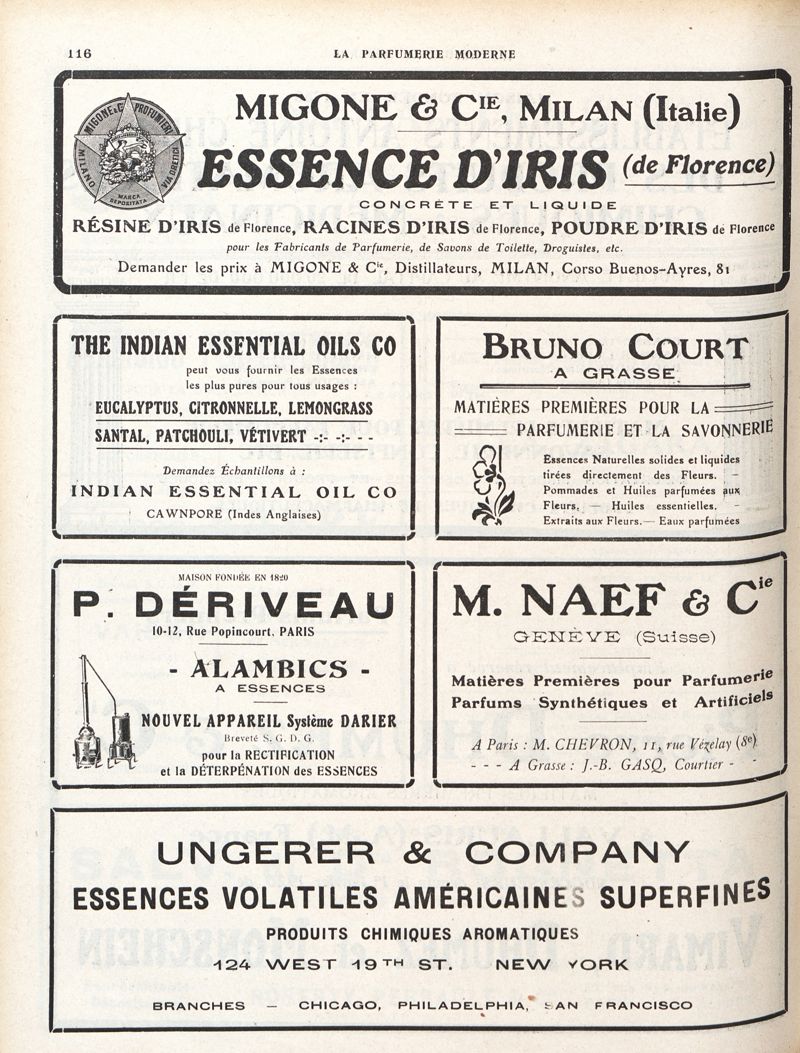 116
LA PARFUMERIE MODERNE
MIGONE & C PROFUMIERI
MILANO
VIA OREFICI
MARCA
DEPOSITATA
MIGONE & CIE, MILAN (Italie)
ESSENCE D'IRIS (de Florence)
CONCRÈTE ET LIQUIDE
RÉSINE D'IRIS de Florence, RACINES D'IRIS de Florence, POUDRE D'IRIS de Florence
pour les Fabricants de Parfumerie, de Savons de Toilette, Droguistes, etc.
Demander les prix à MIGONE & Cie, Distillateurs, MILAN, Corso Buenos-Ayres, 81
THE INDIAN ESSENTIAL OILS CO
peut vous fournir les Essences
les plus pures pour tous usages :
EUCALYPTUS, CITRONNELLE, LEMONGRASS
SANTAL, PATCHOULI, VÉTIVERT -:- -:- - -
Demandez Échantillons à :
INDIAN ESSENTIAL OIL CO
CAWNPORE (Indes Anglaises)
BRUNO COURT
A GRASSE
MATIÈRES PREMIÈRES POUR LA
PARFUMERIE ET LA SAVONNERIE
Essences Naturelles solides et liquides
tirées directement des Fleurs. -
Pommades et Huiles parfumées aux
Fleurs. — Huiles essentielles. -
Extraits aux Fleurs. — Eaux parfumées
MAISON FONDÉE EN 1820
P. DÉRIVEAU
10-12, Rue Popincourt, PARIS
- ALAMBICS -
A ESSENCES
NOUVEL APPAREIL Système DARIER
Breveté S. G. D. G.
pour la RECTIFICATION
et la DÉTERPÉNATION des ESSENCES
M. NAEF & Cie
GENÈVE (Suisse)
Matières Premières pour Parfumerie
Parfums Synthétiques et Artificiels
A Paris : M. CHEVRON, 11, rue Vézelay (8e)
- - - A Grasse : J.-B. GASQ, Courtier - -
UNGERER & COMPANY
ESSENCES VOLATILES AMÉRICAINES SUPERFINES
PRODUITS CHIMIQUES AROMATIQUES
124 WEST 19TH ST. NEW YORK
BRANCHES — CHICAGO, PHILADELPHIA, SAN FRANCISCO